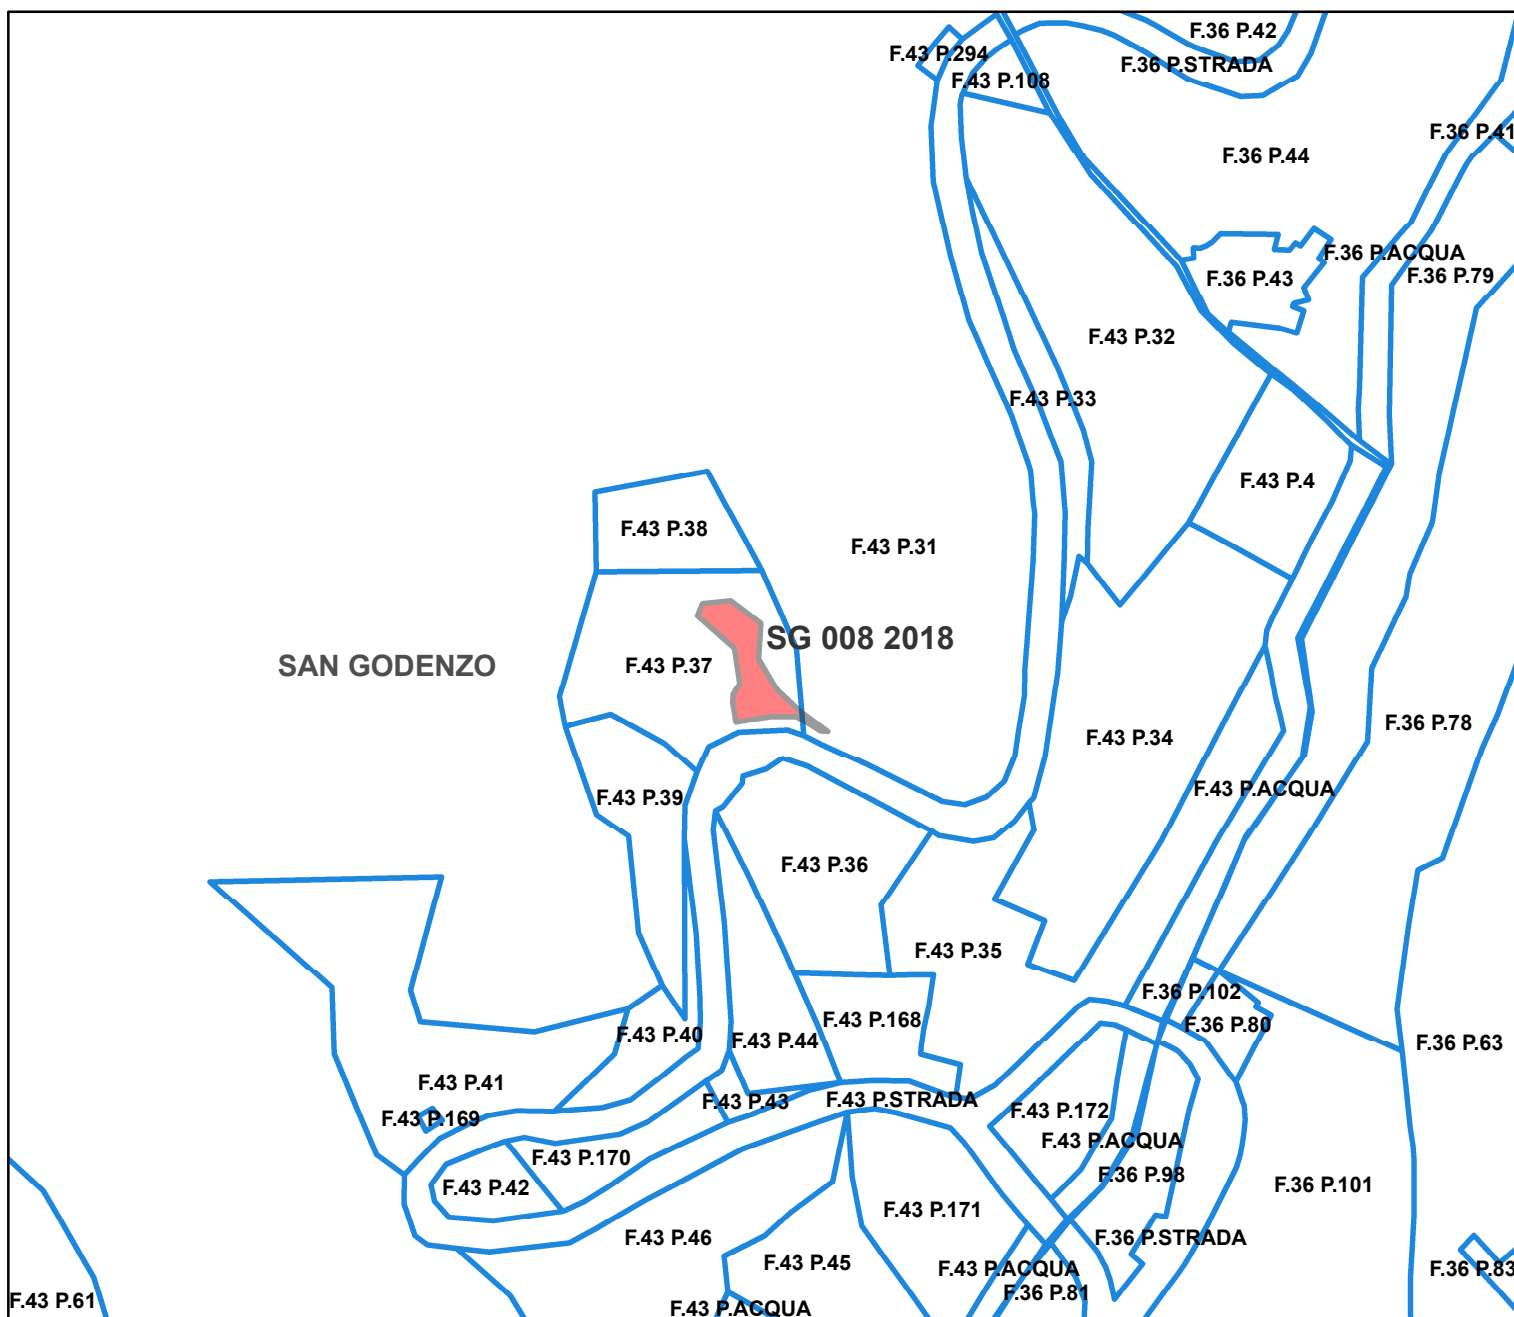 F.36 P.42
F.43 P.294
F.36 P.STRADA
F.43 P.108
F.36 P.41
F.36 P.44
F.36 P.ACQUA
F.36 P.43
F.36 P.79
F.43 P.32
F.43 P.33
F.43 P.4
F.43 P.38
F.43 P.31
SG 008 2018
SAN GODENZO
F.43 P.37
F.36 P.78
F.43 P.34
F.43 P.ACQUA
F.43 P.39
F.43 P.36
F.43 P.35
F.36 P.102
F.43 P.168
F.36 P.80
F.43 P.40
F.43 P.44
F.36 P.63
F.43 P.41
F.43 P.43
F.43 P.STRADA
F.43 P.172
F.43 P.169
F.43 P.ACQUA
F.43 P.170
F.36 P.98
F.36 P.101
F.43 P.42
F.43 P.171
F.43 P.46
F.36 P.STRADA
F.43 P.45
F.43 P.ACQUA
F.36 P.83
F.36 P.81
F.43 P.61
F.43 P.ACQUA